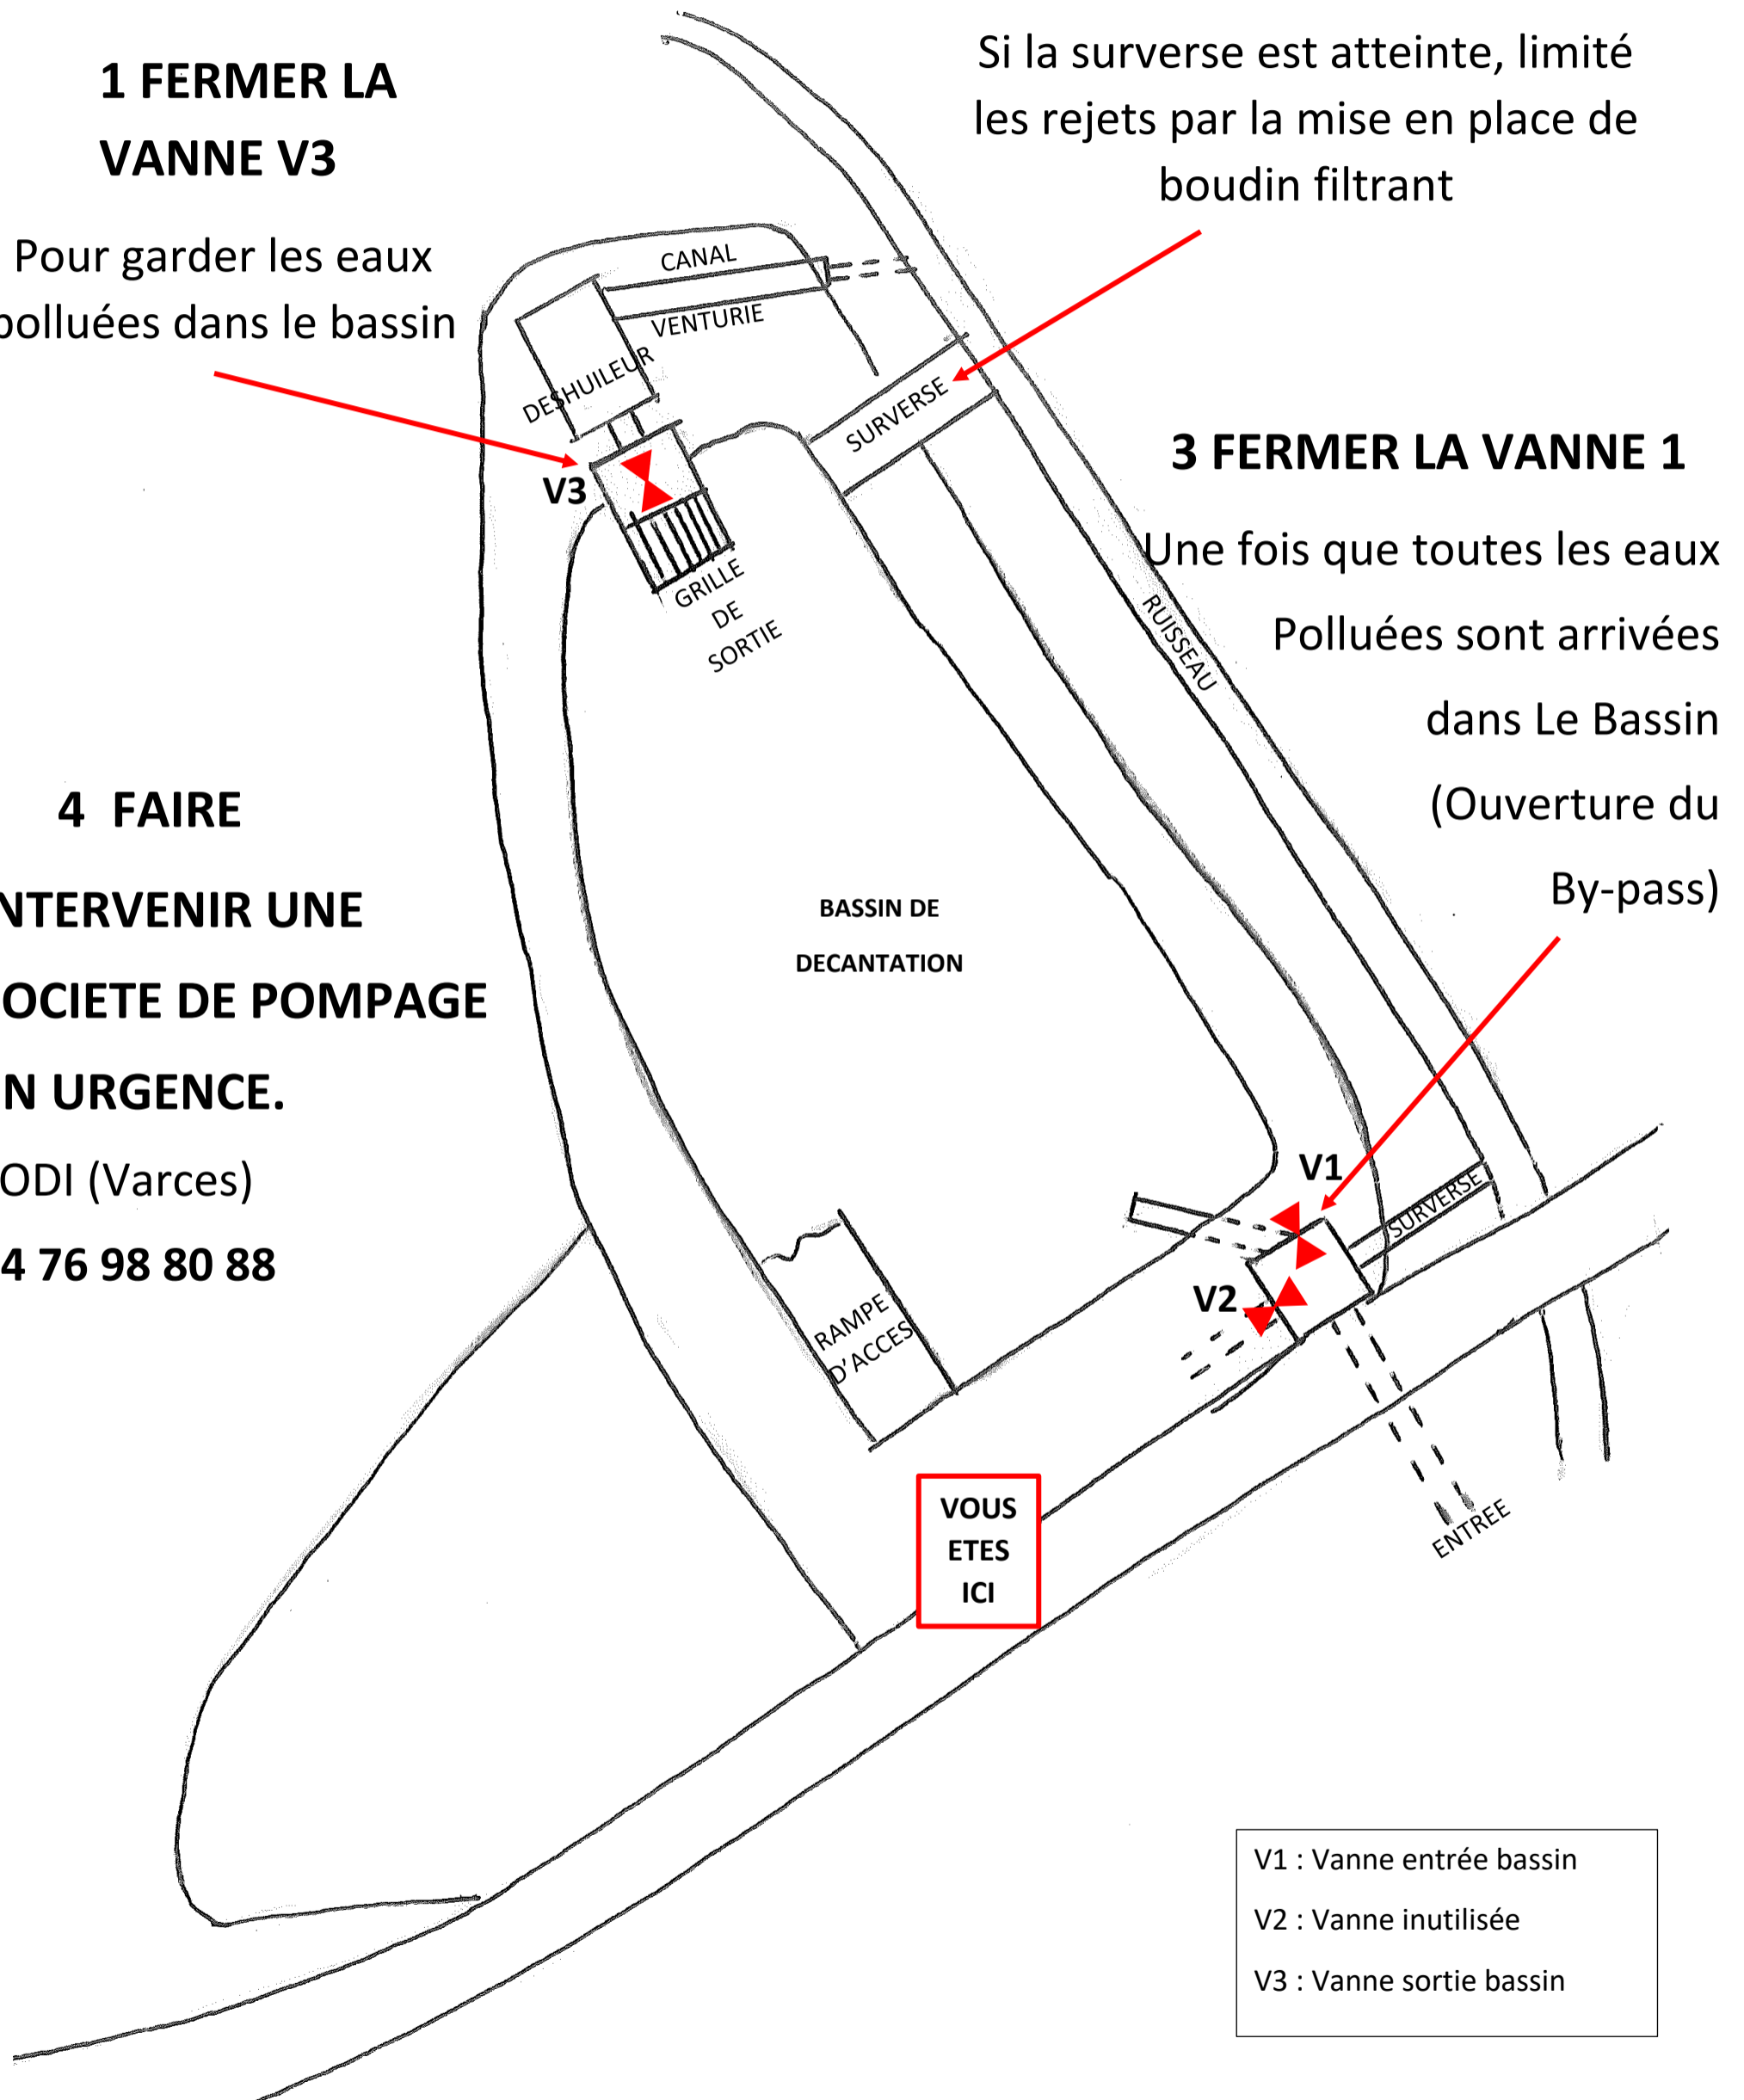 1 FERMER LA
VANNE V3
Pour garder les eaux
polluées dans le bassin
Si la surverse est atteinte, limité
les rejets par la mise en place de
boudin filtrant
CANAL
VENTURIE
DESHUILEUR
SURVERSE
V3
GRILLE
DE
SORTIE
3 FERMER LA VANNE 1
Une fois que toutes les eaux
Polluées sont arrivées
dans Le Bassin
(Ouverture du
By-pass)
RUISSEAU
4 FAIRE
NTERVENIR UNE
OCIETE DE POMPAGE
N URGENCE.
ODI (Varces)
4 76 98 80 88
BASSIN DE
DECANTATION
V1
SURVERSE
V2
RAMPE
D'ACCES
VOUS
ETES
ICI
ENTREE
V1 : Vanne entrée bassin
V2 : Vanne inutilisée
V3 : Vanne sortie bassin